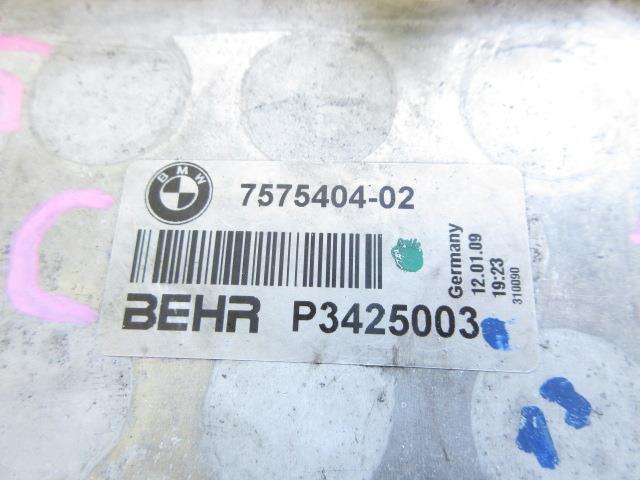 BMW
7575404-02
BEHR P3425003
Germany
12.01.09
19:23
310090